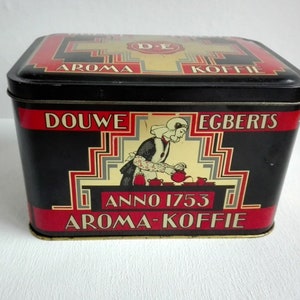 D·E
AROMA KOFFIE
DOUWE EGBERTS
ANNO 1753
AROMA-KOFFIE